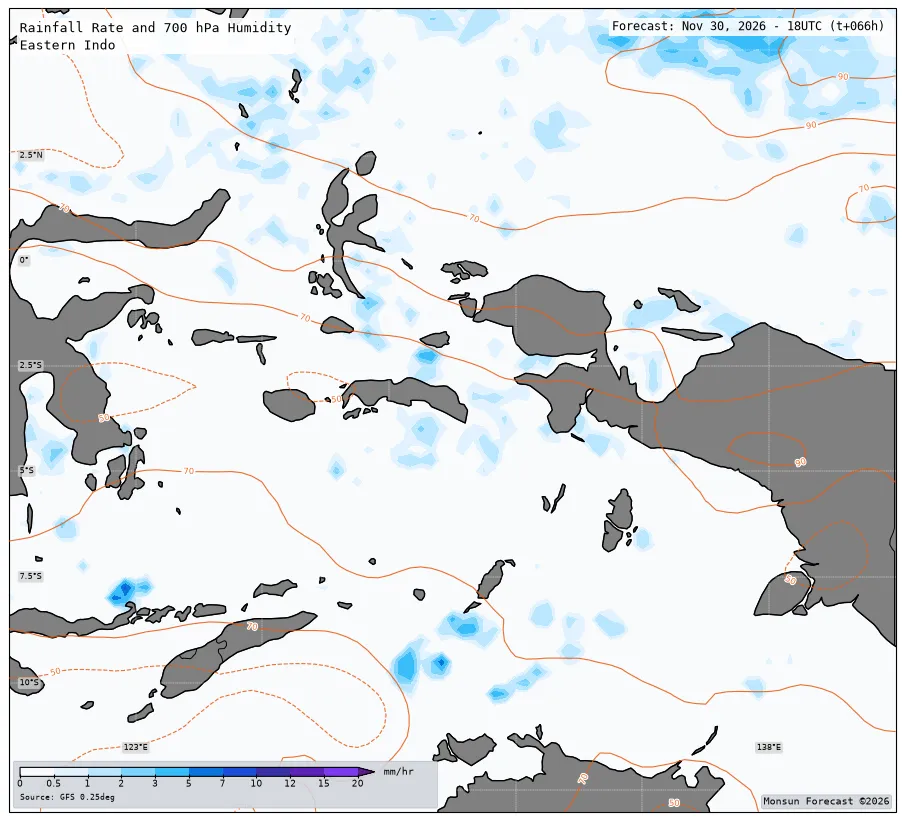 Rainfall Rate and 700 hPa Humidity
Eastern Indo
Forecast: Nov 30, 2026 - 18UTC (t+066h)
90
90
2.5°N
70
70
70
0°
70
2.5°S
50
50
90
5°S
70
7.5°S
50
70
50
10°S
123°E
138°E
70
50
mm/hr
0 0.5 1 2 3 5 7 10 12 15 20
Source: GFS 0.25deg
Monsun Forecast ©2026